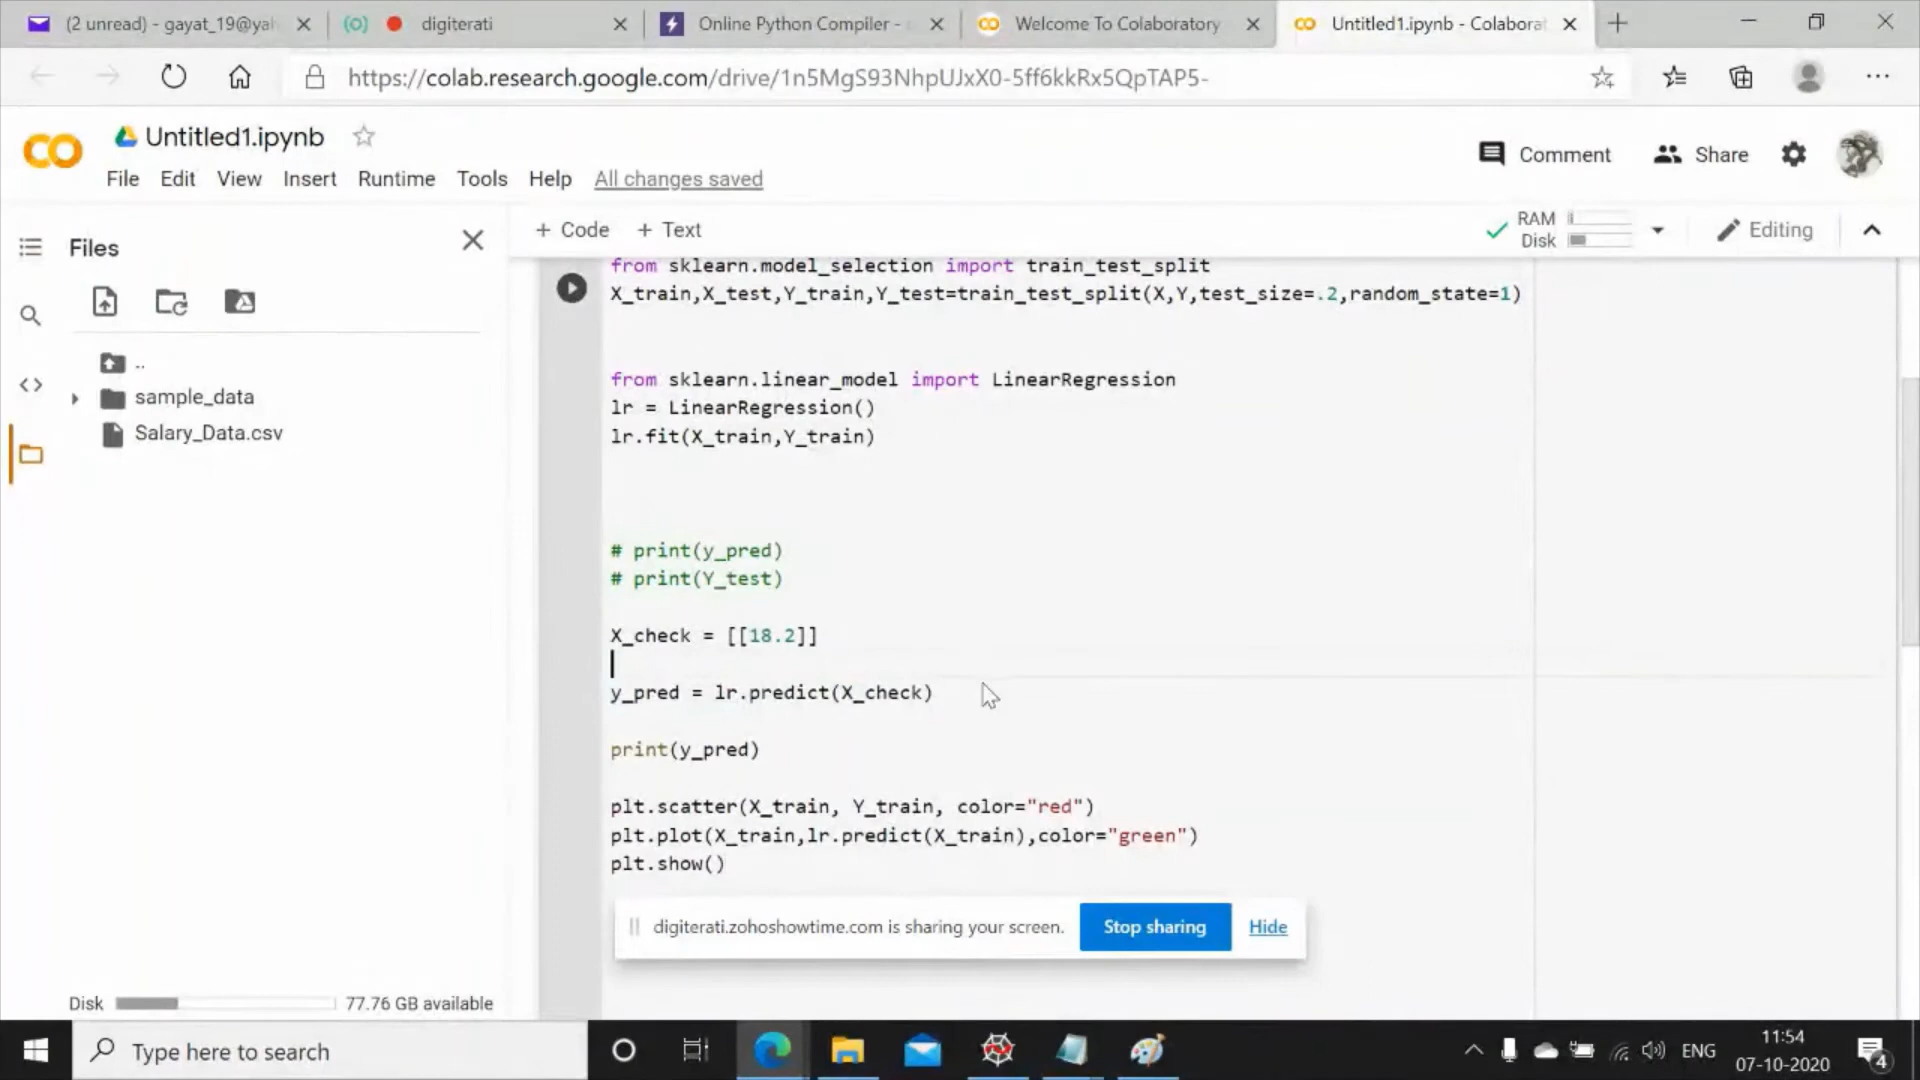 (2 unread) - gayat_19@yah
digiterati
Online Python Compiler -
Welcome To Colaboratory
Untitled1.ipynb - Colaborat
https://colab.research.google.com/drive/1n5MgS93NhpUJxX0-5ff6kkRx5QpTAP5-
Untitled1.ipynb
Comment
Share
File Edit View Insert Runtime Tools Help All changes saved
Files
+ Code + Text
RAM
Disk
Editing
..
sample_data
Salary_Data.csv
from sklearn.model_selection import train_test_split
X_train,X_test,Y_train,Y_test=train_test_split(X,Y,test_size=.2,random_state=1)
from sklearn.linear_model import LinearRegression
lr = LinearRegression()
lr.fit(X_train,Y_train)
# print(y_pred)
# print(Y_test)
X_check = [[18.2]]
y_pred = lr.predict(X_check)
print(y_pred)
plt.scatter(X_train, Y_train, color="red")
plt.plot(X_train,lr.predict(X_train),color="green")
plt.show()
digiterati.zohoshowtime.com is sharing your screen.
Stop sharing
Hide
Disk 77.76 GB available
Type here to search
ENG
11:54
07-10-2020
4